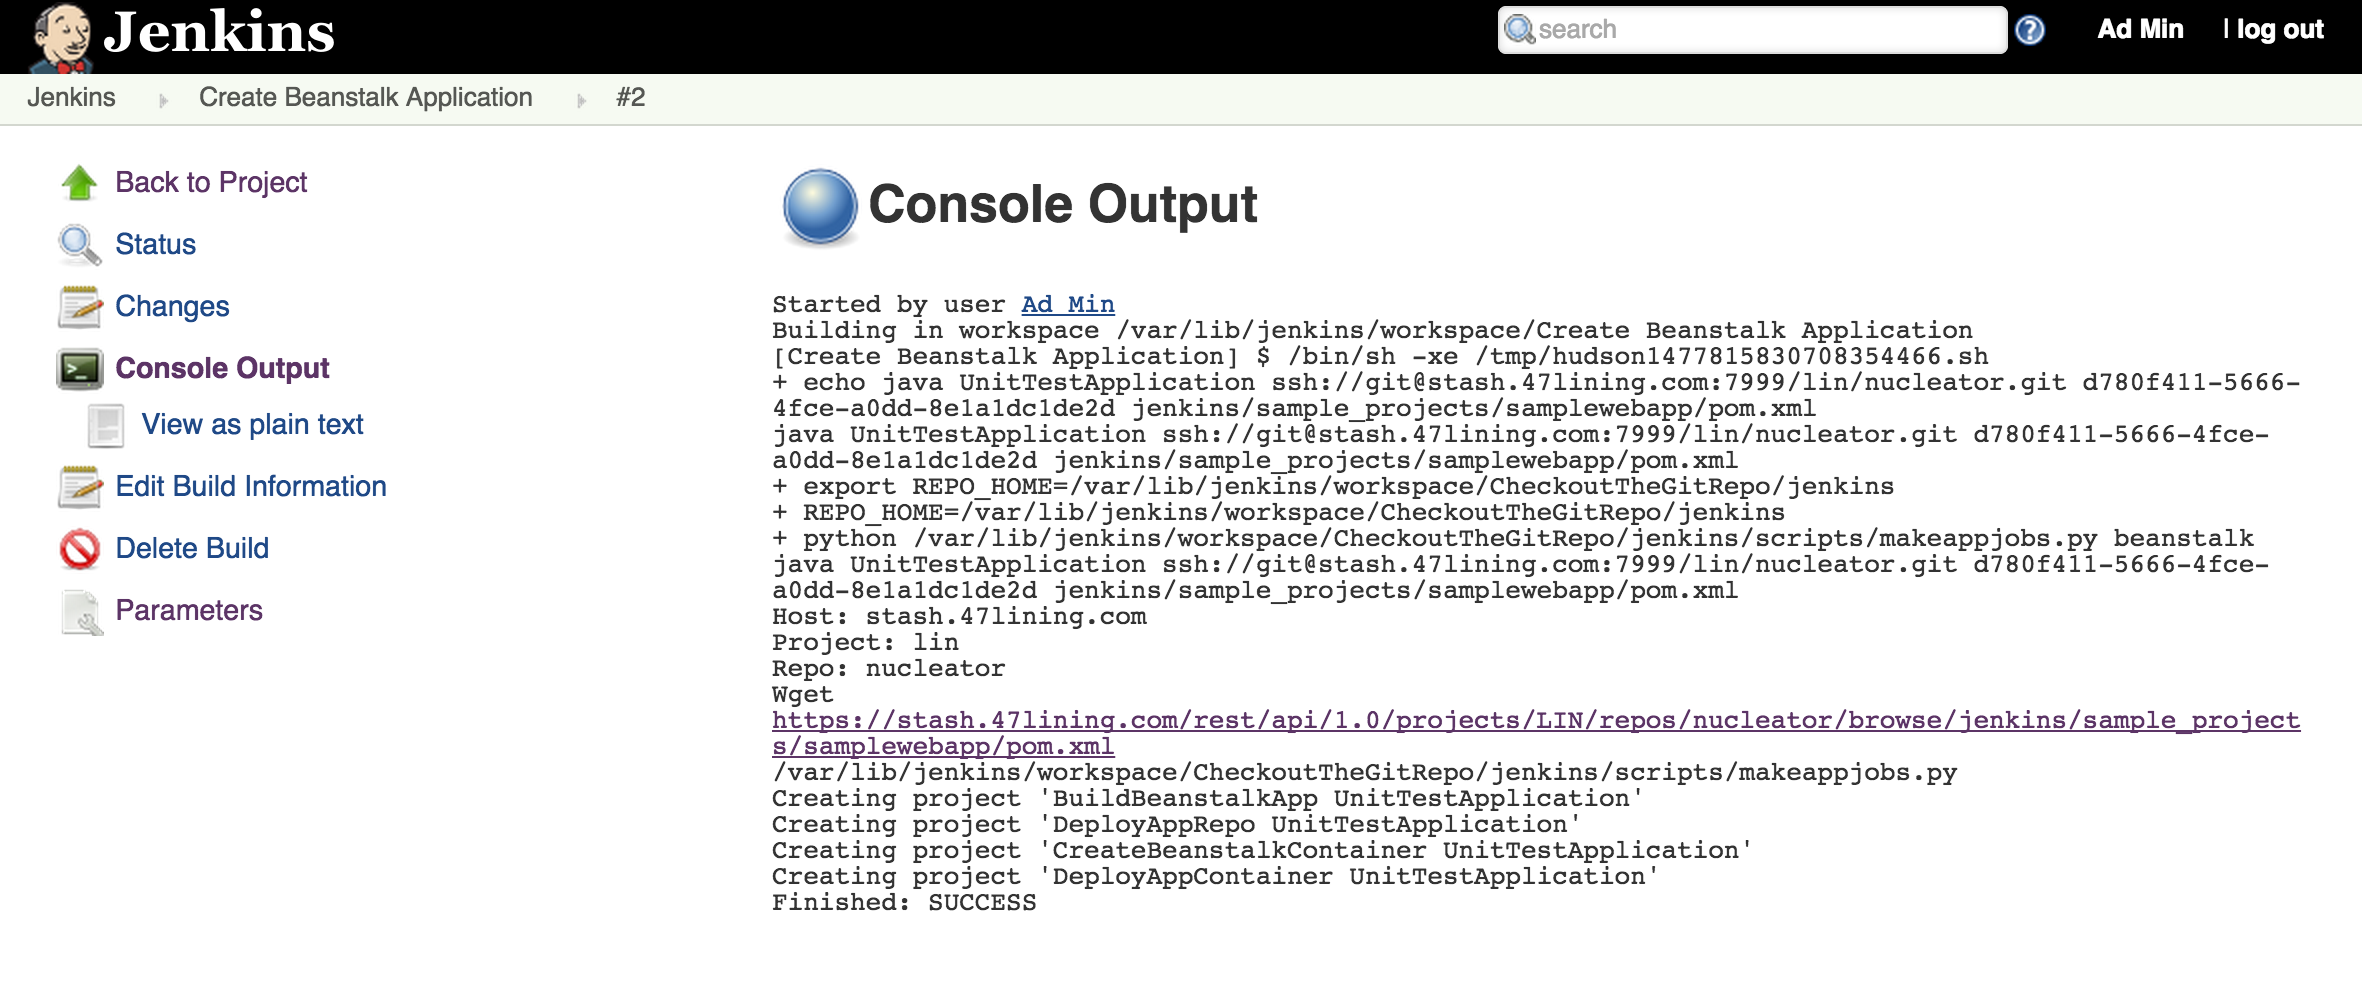 Jenkins
search
?
Ad Min
| log out
Jenkins
Create Beanstalk Application
#2
Back to Project
Status
Changes
Console Output
View as plain text
Edit Build Information
Delete Build
Parameters
Console Output
Started by user Ad Min
Building in workspace /var/lib/jenkins/workspace/Create Beanstalk Application
[Create Beanstalk Application] $ /bin/sh -xe /tmp/hudson1477815830708354466.sh
+ echo java UnitTestApplication ssh://git@stash.47lining.com:7999/lin/nucleator.git d780f411-5666-
4fce-a0dd-8e1a1dc1de2d jenkins/sample_projects/samplewebapp/pom.xml
java UnitTestApplication ssh://git@stash.47lining.com:7999/lin/nucleator.git d780f411-5666-4fce-
a0dd-8e1a1dc1de2d jenkins/sample_projects/samplewebapp/pom.xml
+ export REPO_HOME=/var/lib/jenkins/workspace/CheckoutTheGitRepo/jenkins
+ REPO_HOME=/var/lib/jenkins/workspace/CheckoutTheGitRepo/jenkins
+ python /var/lib/jenkins/workspace/CheckoutTheGitRepo/jenkins/scripts/makeappjobs.py beanstalk
java UnitTestApplication ssh://git@stash.47lining.com:7999/lin/nucleator.git d780f411-5666-4fce-
a0dd-8e1a1dc1de2d jenkins/sample_projects/samplewebapp/pom.xml
Host: stash.47lining.com
Project: lin
Repo: nucleator
Wget
https://stash.47lining.com/rest/api/1.0/projects/LIN/repos/nucleator/browse/jenkins/sample_project
s/samplewebapp/pom.xml
/var/lib/jenkins/workspace/CheckoutTheGitRepo/jenkins/scripts/makeappjobs.py
Creating project 'BuildBeanstalkApp UnitTestApplication'
Creating project 'DeployAppRepo UnitTestApplication'
Creating project 'CreateBeanstalkContainer UnitTestApplication'
Creating project 'DeployAppContainer UnitTestApplication'
Finished: SUCCESS